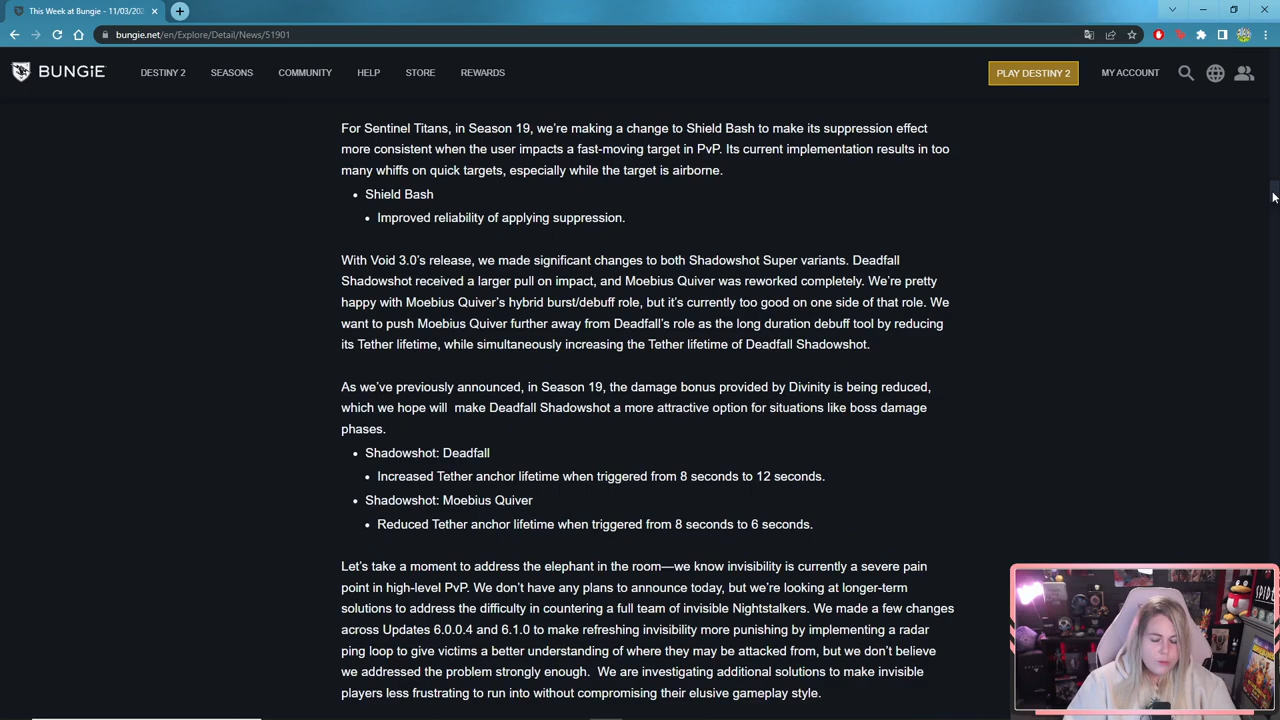 This Week at Bungie - 11/03/202
bungie.net/en/Explore/Detail/News/51901
BUNGiE
DESTINY 2
SEASONS
COMMUNITY
HELP
STORE
REWARDS
PLAY DESTINY 2
MY ACCOUNT
For Sentinel Titans, in Season 19, we’re making a change to Shield Bash to make its suppression effect
more consistent when the user impacts a fast-moving target in PvP. Its current implementation results in too
many whiffs on quick targets, especially while the target is airborne.
• Shield Bash
• Improved reliability of applying suppression.
With Void 3.0’s release, we made significant changes to both Shadowshot Super variants. Deadfall
Shadowshot received a larger pull on impact, and Moebius Quiver was reworked completely. We’re pretty
happy with Moebius Quiver’s hybrid burst/debuff role, but it’s currently too good on one side of that role. We
want to push Moebius Quiver further away from Deadfall’s role as the long duration debuff tool by reducing
its Tether lifetime, while simultaneously increasing the Tether lifetime of Deadfall Shadowshot.
As we’ve previously announced, in Season 19, the damage bonus provided by Divinity is being reduced,
which we hope will make Deadfall Shadowshot a more attractive option for situations like boss damage
phases.
• Shadowshot: Deadfall
• Increased Tether anchor lifetime when triggered from 8 seconds to 12 seconds.
• Shadowshot: Moebius Quiver
• Reduced Tether anchor lifetime when triggered from 8 seconds to 6 seconds.
Let’s take a moment to address the elephant in the room—we know invisibility is currently a severe pain
point in high-level PvP. We don’t have any plans to announce today, but we’re looking at longer-term
solutions to address the difficulty in countering a full team of invisible Nightstalkers. We made a few changes
across Updates 6.0.0.4 and 6.1.0 to make refreshing invisibility more punishing by implementing a radar
ping loop to give victims a better understanding of where they may be attacked from, but we don’t believe
we addressed the problem strongly enough. We are investigating additional solutions to make invisible
players less frustrating to run into without compromising their elusive gameplay style.